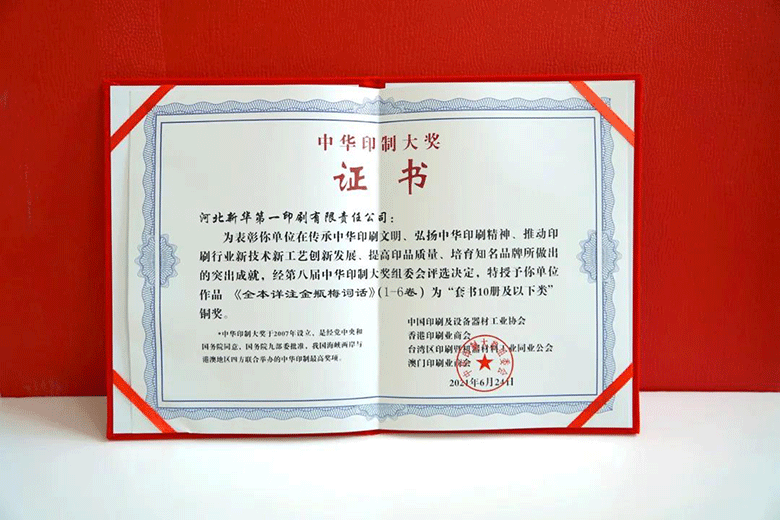 中华印制大奖
证书
河北新华第一印刷有限责任公司：
为表彰你单位在传承中华印刷文明、弘扬中华印刷精神、推动印
刷行业新技术新工艺创新发展、提高印品质量、培育知名品牌所做出
的突出成就，经第八届中华印制大奖组委会评选决定，特授予你单位
作品 《全本详注金瓶梅词话》(1-6卷) 为“套书10册及以下类”
铜奖。
*中华印制大奖于2007年设立，是经党中央和
国务院同意，国务院九部委批准，我国海峡两岸与
港澳地区四方联合举办的中华印制最高奖项。
中国印刷及设备器材工业协会
香港印刷业商会
台湾区印刷暨机器材料工业同业公会
澳门印刷业商会
2021年6月24日